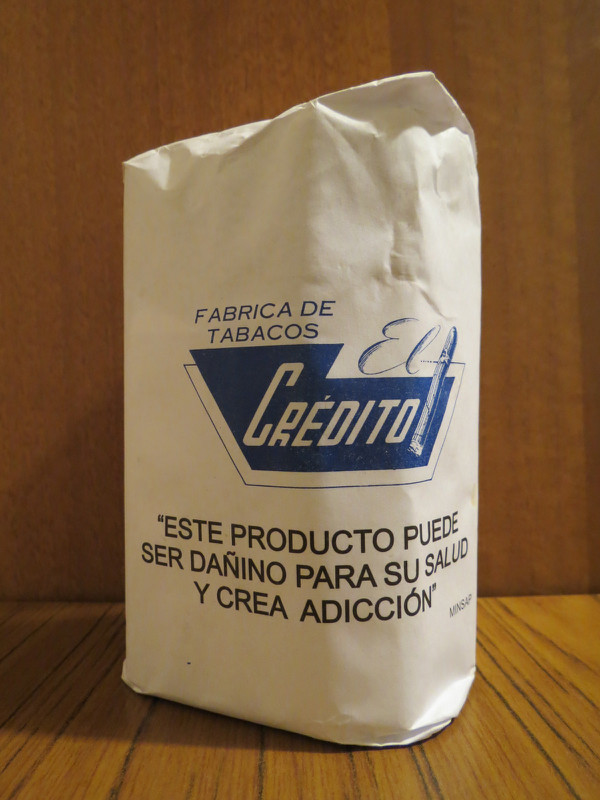 FABRICA DE
TABACOS
El
CRÉDITO
“ESTE PRODUCTO PUEDE
SER DAÑINO PARA SU SALUD
Y CREA ADICCIÓN”
MINSAP